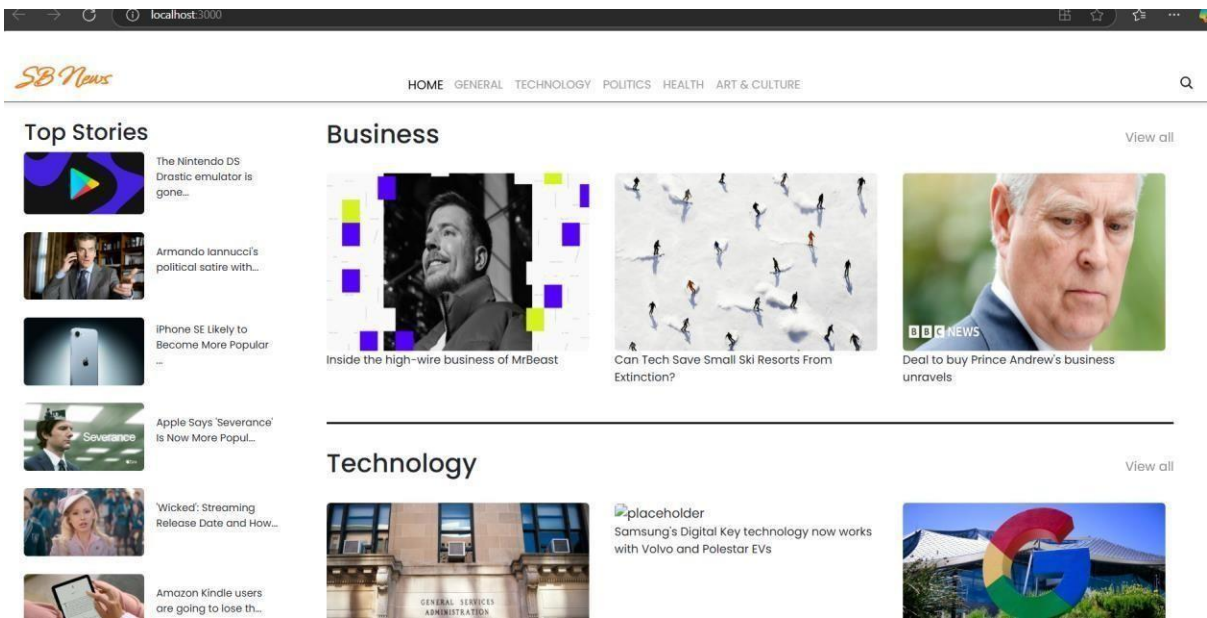 localhost:3000
SB News
HOME GENERAL TECHNOLOGY POLITICS HEALTH ART & CULTURE
Top Stories
The Nintendo DS
Drastic emulator is
gone...
Armando Iannucci's
political satire with...
iPhone SE Likely to
Become More Popular
...
Severance
Apple Says 'Severance'
Is Now More Popul...
'Wicked': Streaming
Release Date and How...
Amazon Kindle users
are going to lose th...
Business
View all
Inside the high-wire business of MrBeast
Can Tech Save Small Ski Resorts From
Extinction?
BBC NEWS
Deal to buy Prince Andrew's business
unravels
Technology
View all
GENERAL SERVICES
ADMINISTRATION
placeholder
Samsung's Digital Key technology now works
with Volvo and Polestar EVs